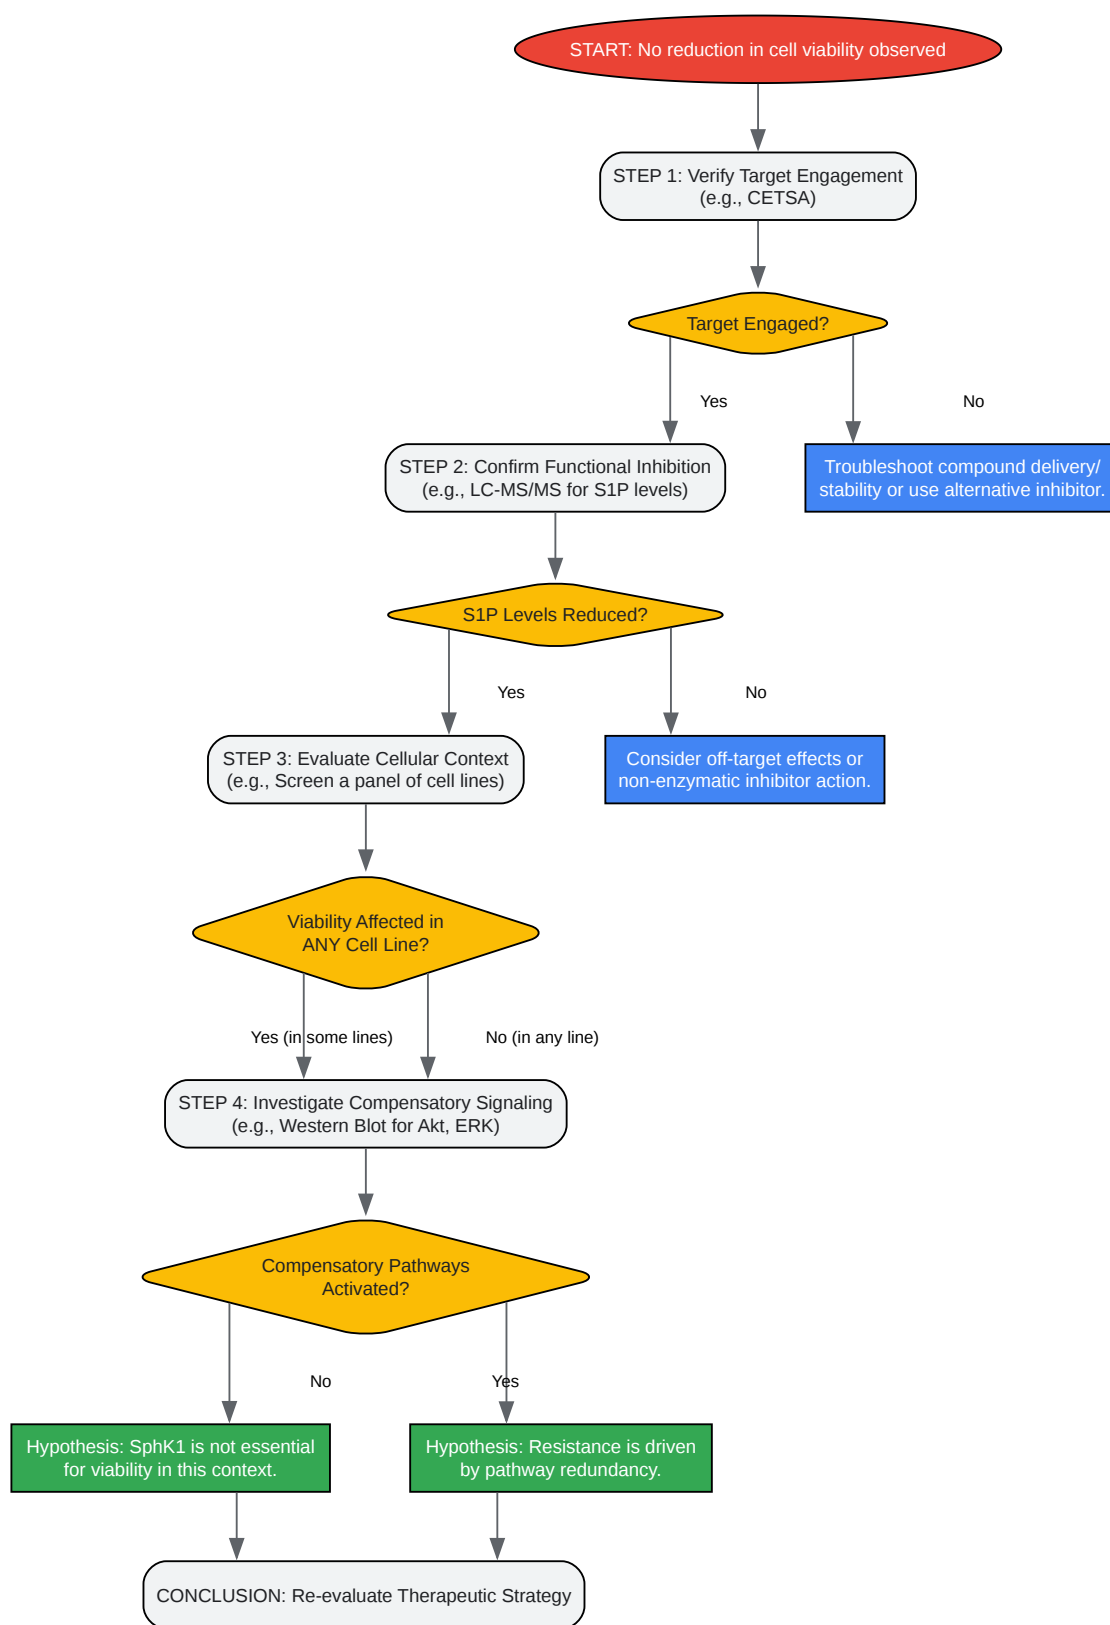 START: No reduction in cell viability observed
STEP 1: Verify Target Engagement
(e.g., CETSA)
Target Engaged?
Yes
No
STEP 2: Confirm Functional Inhibition
(e.g., LC-MS/MS for S1P levels)
Troubleshoot compound delivery/
stability or use alternative inhibitor.
S1P Levels Reduced?
Yes
No
STEP 3: Evaluate Cellular Context
(e.g., Screen a panel of cell lines)
Consider off-target effects or
non-enzymatic inhibitor action.
Viability Affected in
ANY Cell Line?
Yes (in some lines)
No (in any line)
STEP 4: Investigate Compensatory Signaling
(e.g., Western Blot for Akt, ERK)
Compensatory Pathways
Activated?
No
Yes
Hypothesis: SphK1 is not essential
for viability in this context.
Hypothesis: Resistance is driven
by pathway redundancy.
CONCLUSION: Re-evaluate Therapeutic Strategy